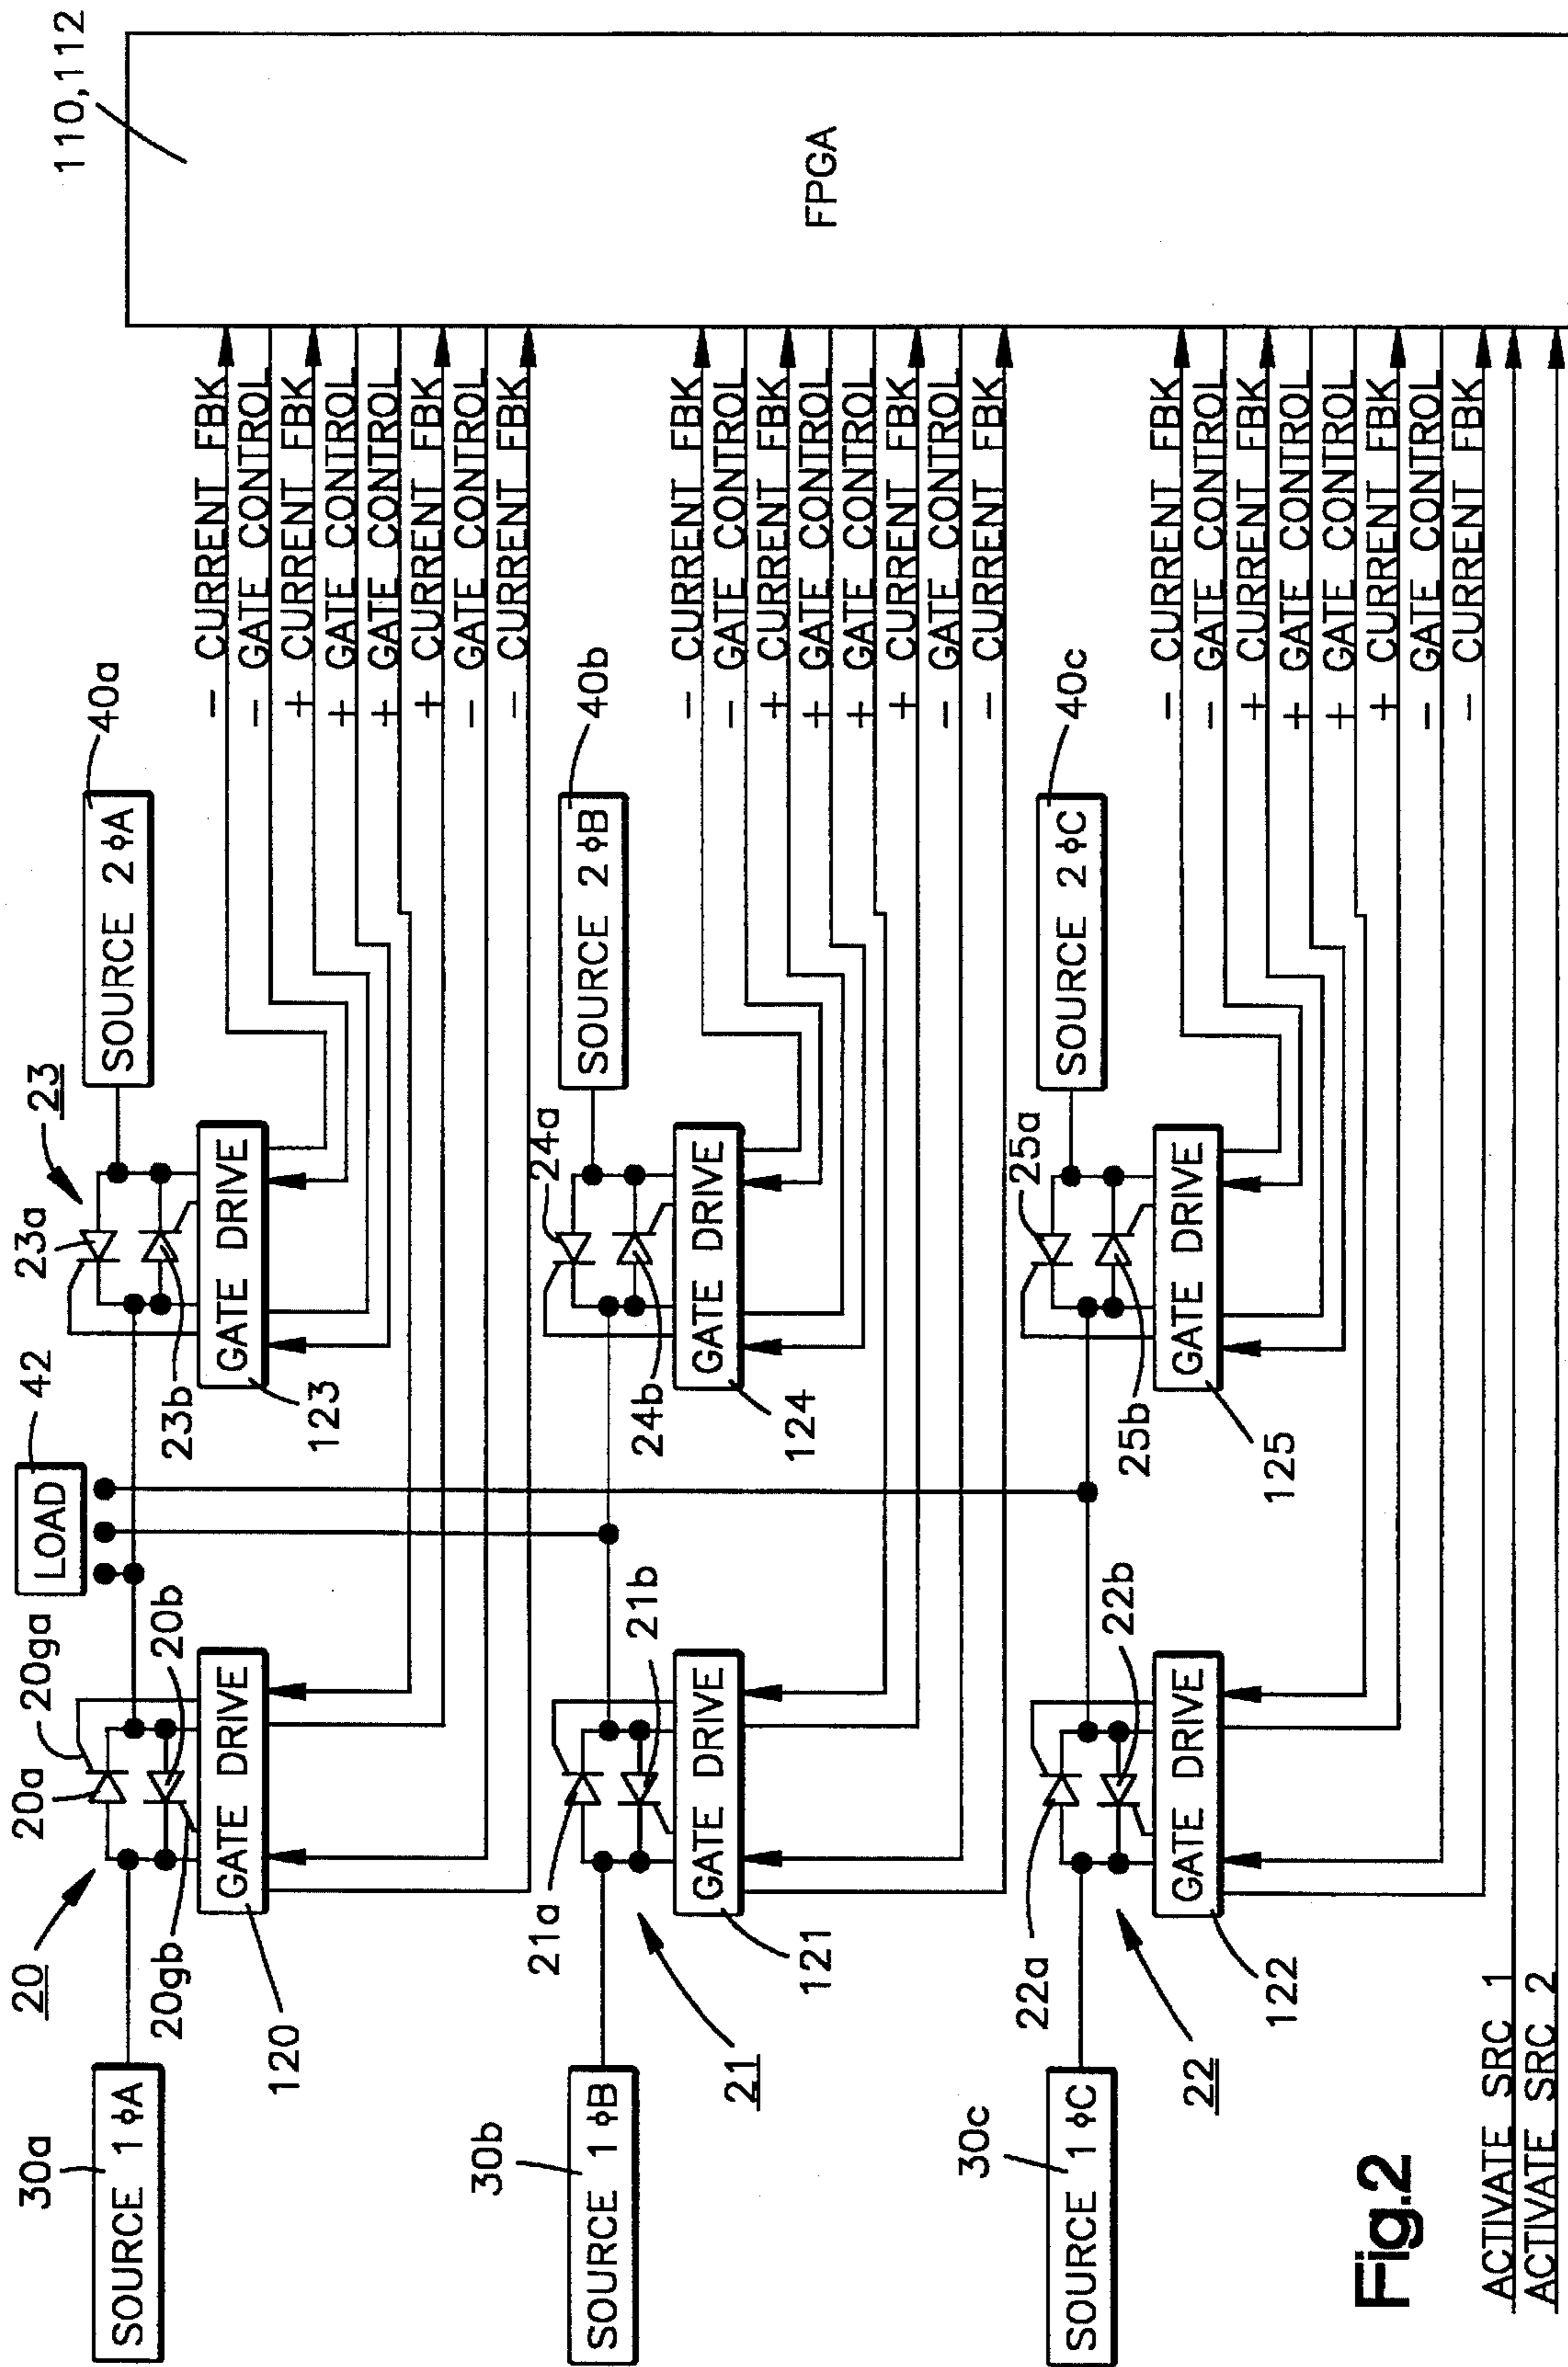 110,112
FPGA
LOAD
42
30a
SOURCE 1 ϕA
20
20a
20ga
20b
20gb
120
GATE DRIVE
23
23a
23b
123
GATE DRIVE
SOURCE 2 ϕA
40a
− CURRENT FBK
− GATE CONTROL
+ CURRENT FBK
+ GATE CONTROL
+ GATE CONTROL
+ CURRENT FBK
− GATE CONTROL
− CURRENT FBK
30b
SOURCE 1 ϕB
21
21a
21b
121
GATE DRIVE
24a
24b
124
GATE DRIVE
SOURCE 2 ϕB
40b
− CURRENT FBK
− GATE CONTROL
+ CURRENT FBK
+ GATE CONTROL
+ GATE CONTROL
+ CURRENT FBK
− GATE CONTROL
− CURRENT FBK
30c
SOURCE 1 ϕC
22
22a
22b
122
GATE DRIVE
25a
25b
125
GATE DRIVE
SOURCE 2 ϕC
40c
− CURRENT FBK
− GATE CONTROL
+ CURRENT FBK
+ GATE CONTROL
+ GATE CONTROL
+ CURRENT FBK
− GATE CONTROL
− CURRENT FBK
Fig.2
ACTIVATE SRC 1
ACTIVATE SRC 2